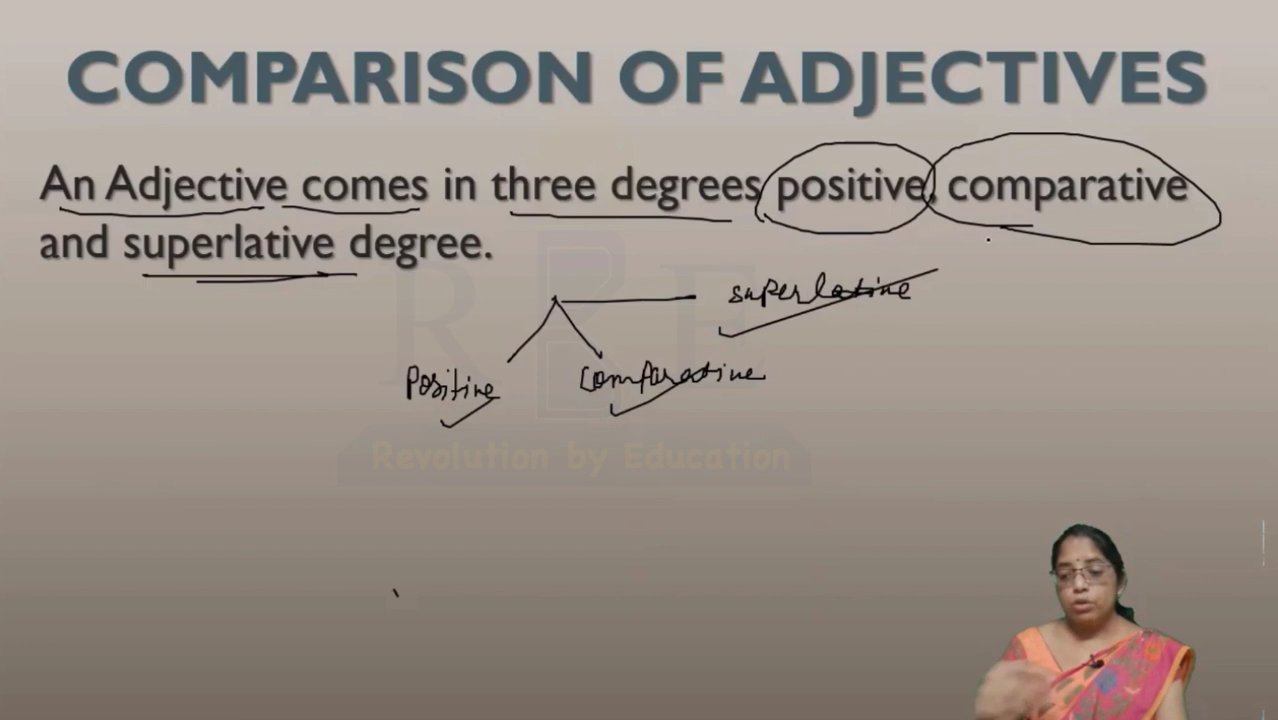 COMPARISON OF ADJECTIVES
An Adjective comes in three degrees positive, comparative
and superlative degree.
superlative
Positive
Comparative
R B E
Revolution by Education